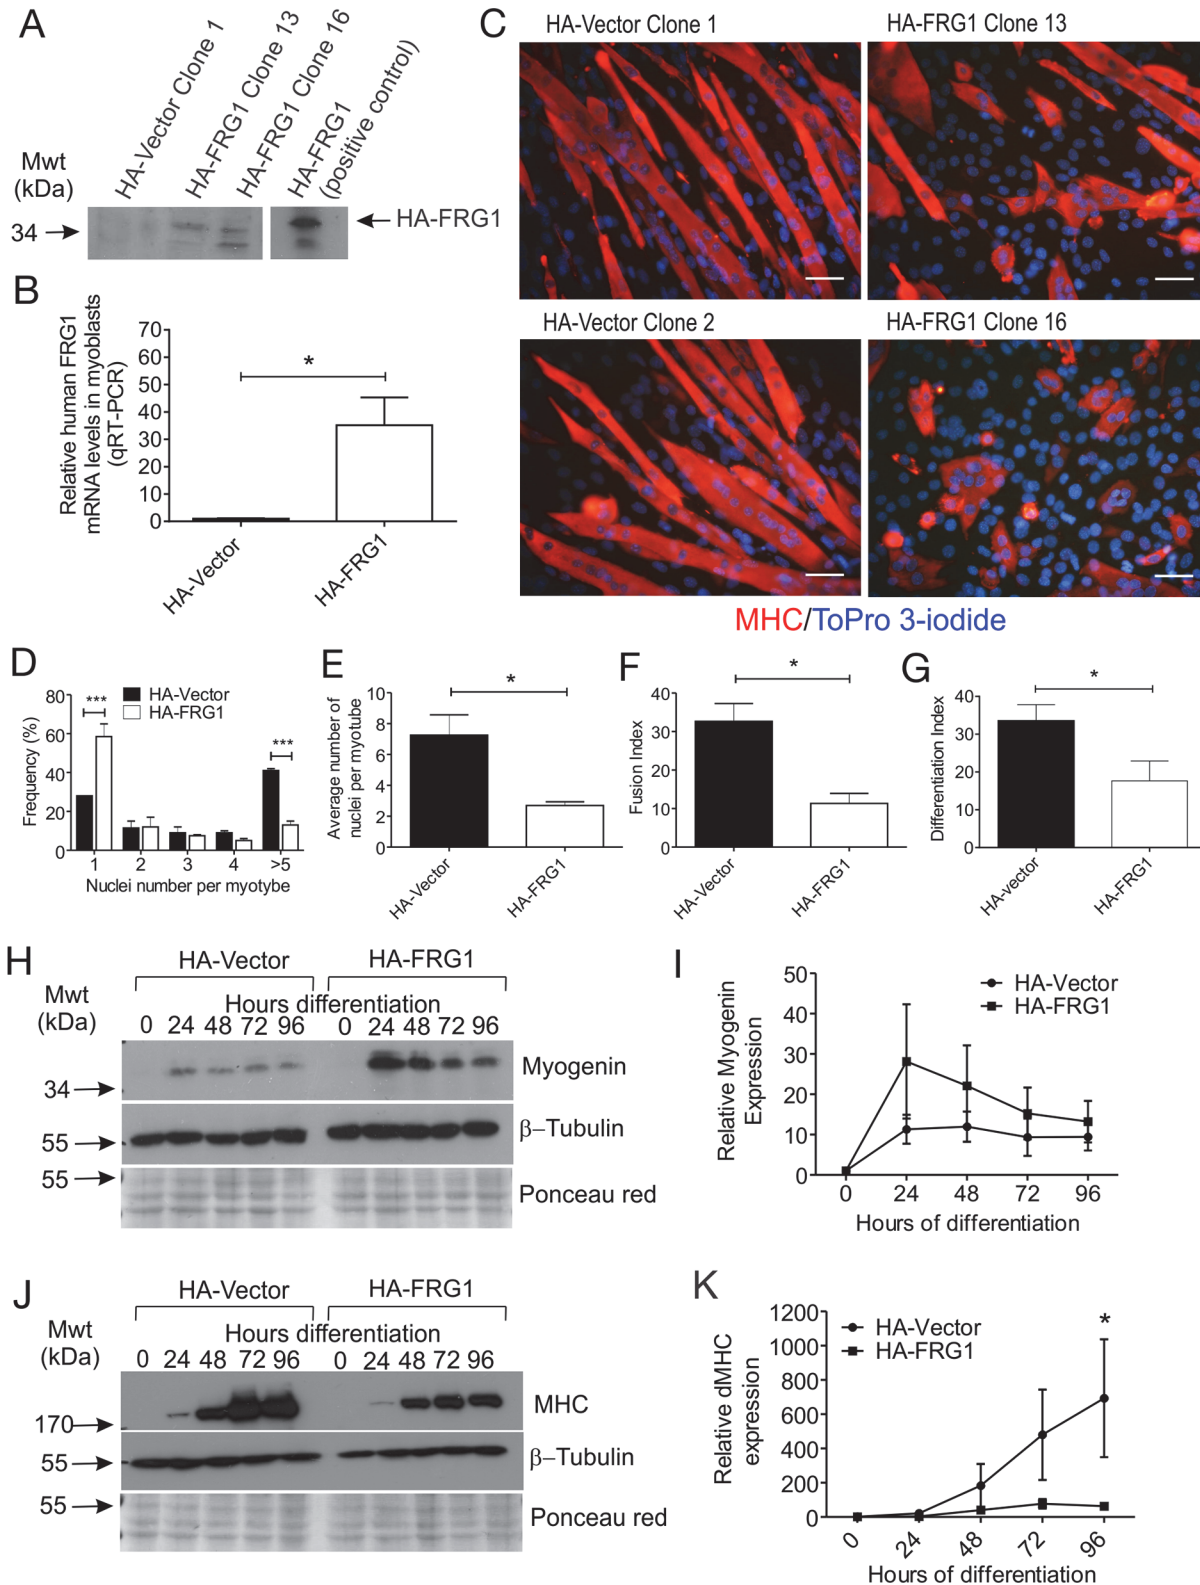 A
HA-Vector Clone 1
HA-FRG1 Clone 13
HA-FRG1 Clone 16
HA-FRG1
(positive control)
Mwt
(kDa)
34
HA-FRG1
B
Relative human FRG1
mRNA levels in myoblasts
(qRT-PCR)
70
60
50
40
30
20
10
0
*
HA-Vector
HA-FRG1
C
HA-Vector Clone 1
HA-FRG1 Clone 13
HA-Vector Clone 2
HA-FRG1 Clone 16
MHC/ToPro 3-iodide
D
Frequency (%)
80
60
40
20
0
***
HA-Vector
HA-FRG1
***
1 2 3 4 >5
Nuclei number per myotybe
E
Average number of
nuclei per myotube
10
8
6
4
2
0
*
HA-Vector
HA-FRG1
F
Fusion Index
40
30
20
10
0
*
HA-Vector
HA-FRG1
G
Differentiation Index
40
30
20
10
0
*
HA-vector
HA-FRG1
H
HA-Vector
HA-FRG1
Mwt
(kDa)
Hours differentiation
0 24 48 72 96 0 24 48 72 96
34
Myogenin
55
β–Tubulin
55
Ponceau red
I
Relative Myogenin
Expression
50
40
30
20
10
0
HA-Vector
HA-FRG1
0 24 48 72 96
Hours of differentiation
J
HA-Vector
HA-FRG1
Mwt
(kDa)
Hours differentiation
0 24 48 72 96 0 24 48 72 96
170
MHC
55
β–Tubulin
55
Ponceau red
K
Relative dMHC
expression
1200
1000
800
600
400
200
0
HA-Vector
HA-FRG1
*
0 24 48 72 96
Hours of differentiation